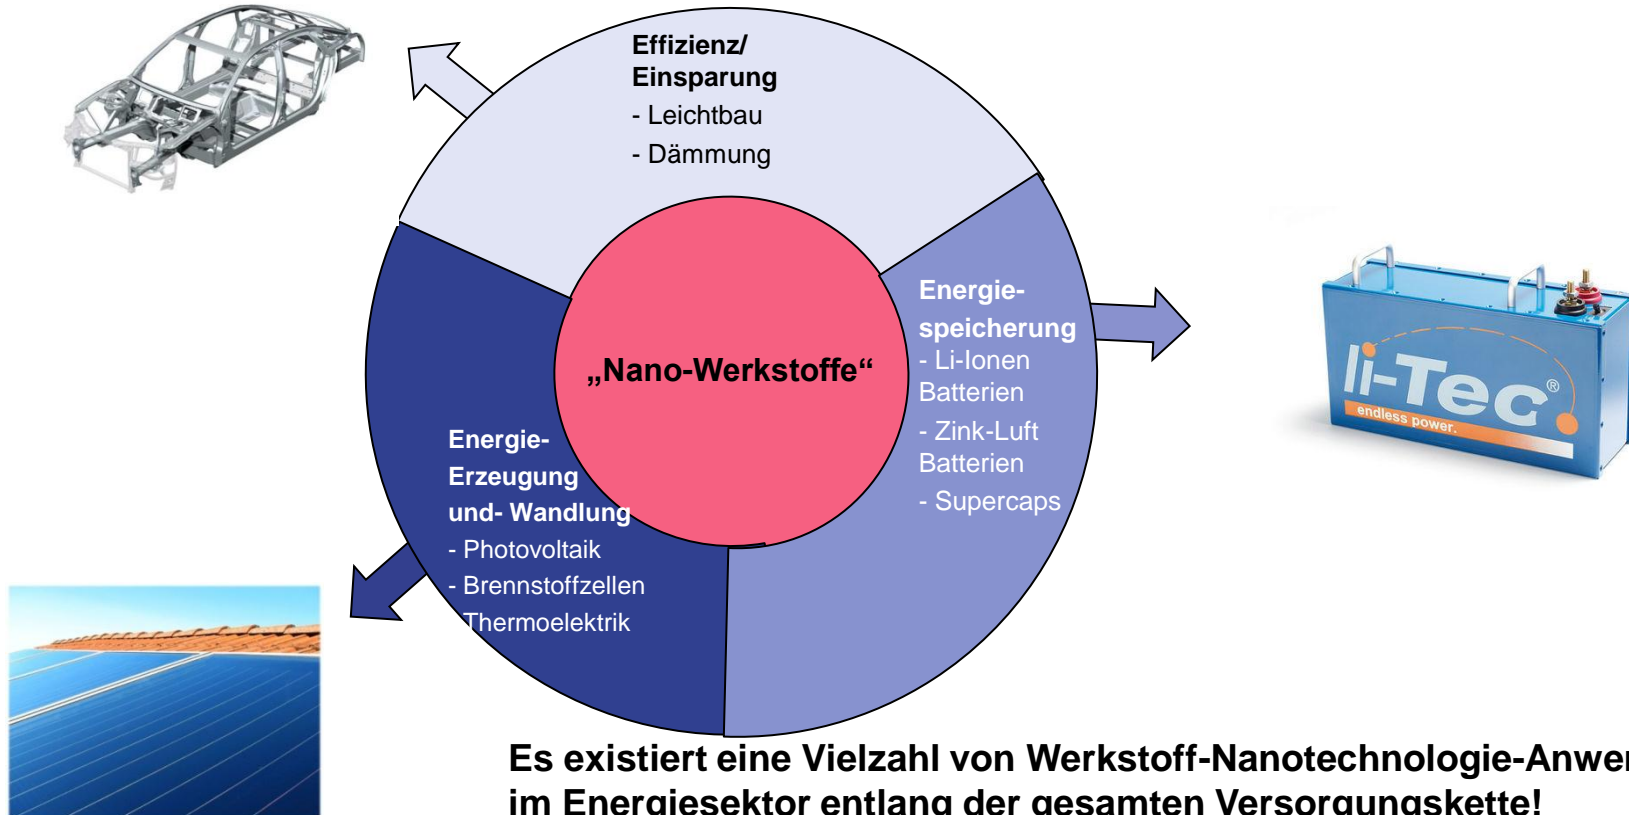 Effizienz/
Einsparung
- Leichtbau
- Dämmung
Energie-
speicherung
- Li-Ionen
Batterien
- Zink-Luft
Batterien
- Supercaps
„Nano-Werkstoffe“
Energie-
Erzeugung
und- Wandlung
- Photovoltaik
- Brennstoffzellen
Thermoelektrik
li-Tec®
endless power.
Es existiert eine Vielzahl von Werkstoff-Nanotechnologie-Anwe
im Energiesektor entlang der gesamten Versorgungskette!